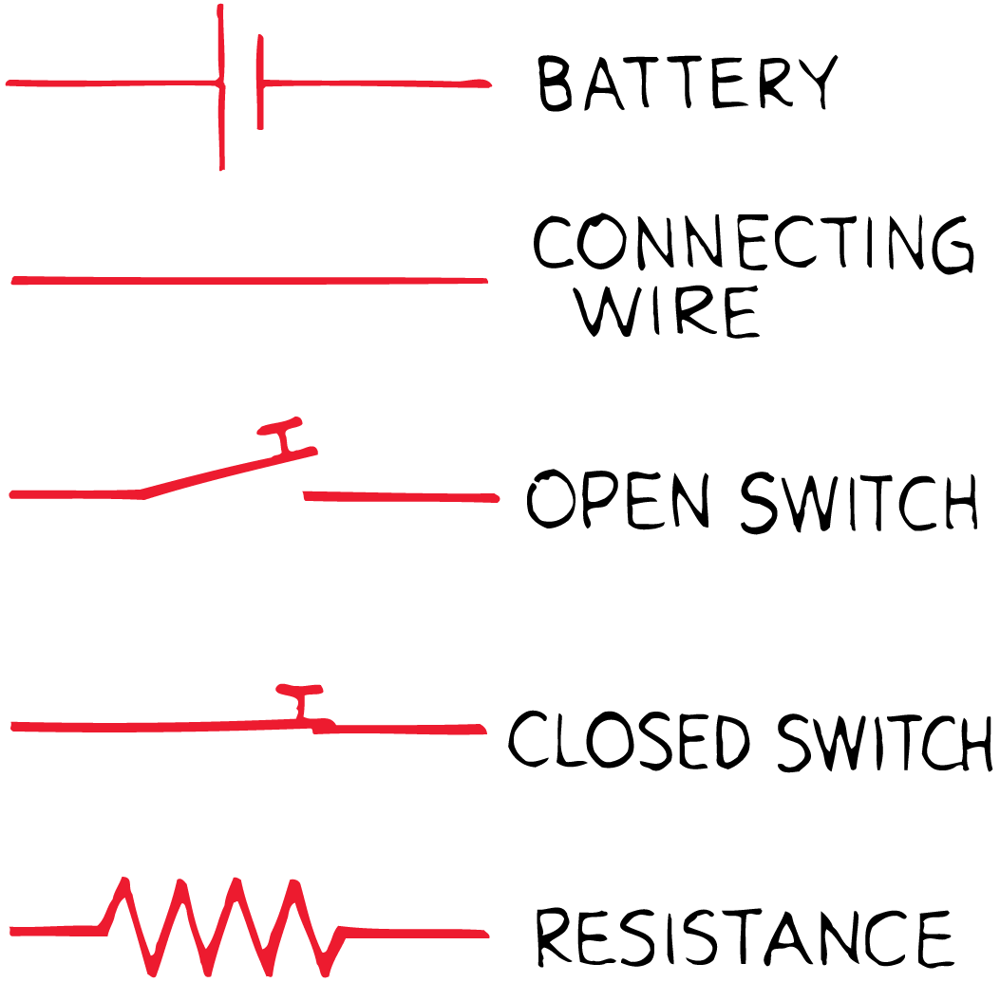 BATTERY
CONNECTING
WIRE
OPEN SWITCH
CLOSED SWITCH
RESISTANCE